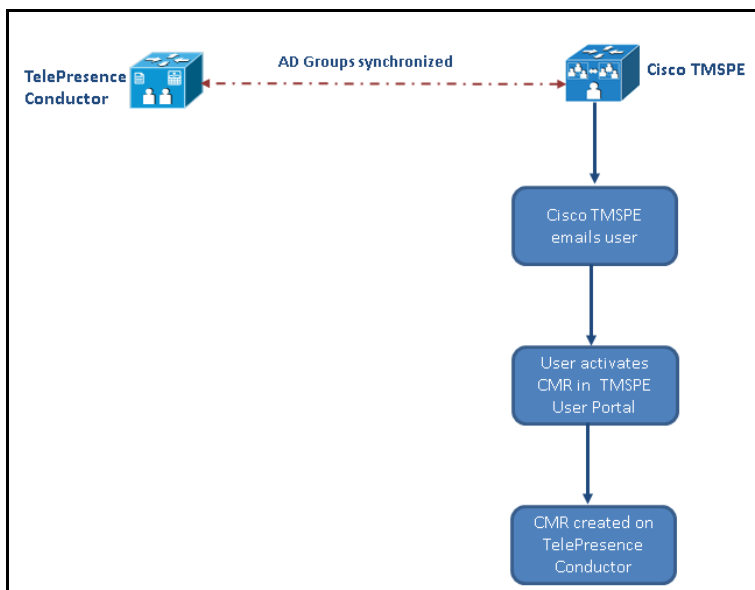 AD Groups synchronized
TelePresence
Conductor
Cisco TMSPE
Cisco TMSPE
emails user
User activates
CMR in TMSPE
User Portal
CMR created on
TelePresence
Conductor